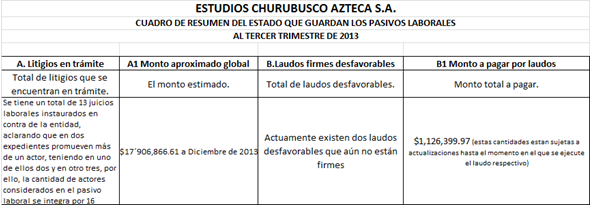 ESTUDIOS CHURUBUSCO AZTECA S.A.
CUADRO DE RESUMEN DEL ESTADO QUE GUARDAN LOS PASIVOS LABORALES
AL TERCER TRIMESTRE DE 2013
A. Litigios en trámite
A1 Monto aproximado global
B.Laudos firmes desfavorables
B1 Monto a pagar por laudos
Total de litigios que se
encuentran en trámite.
El monto estimado.
Total de laudos desfavorables.
Monto total a pagar.
Se tiene un total de 13 juicios
laborales instaurados en
contra de la entidad,
aclarando que en dos
expedientes promueven más
de un actor, teniendo en uno
de ellos dos y en otro tres, por
ello, la cantidad de actores
considerados en el pasivo
laboral se integra por 16
$17´906,866.61 a Diciembre de 2013
Actuamente existen dos laudos
desfavorables que aún no están
firmes
$1,126,399.97 (estas cantidades estan sujetas a
actualizaciones hasta el momento en el que se ejecute
el laudo respectivo)